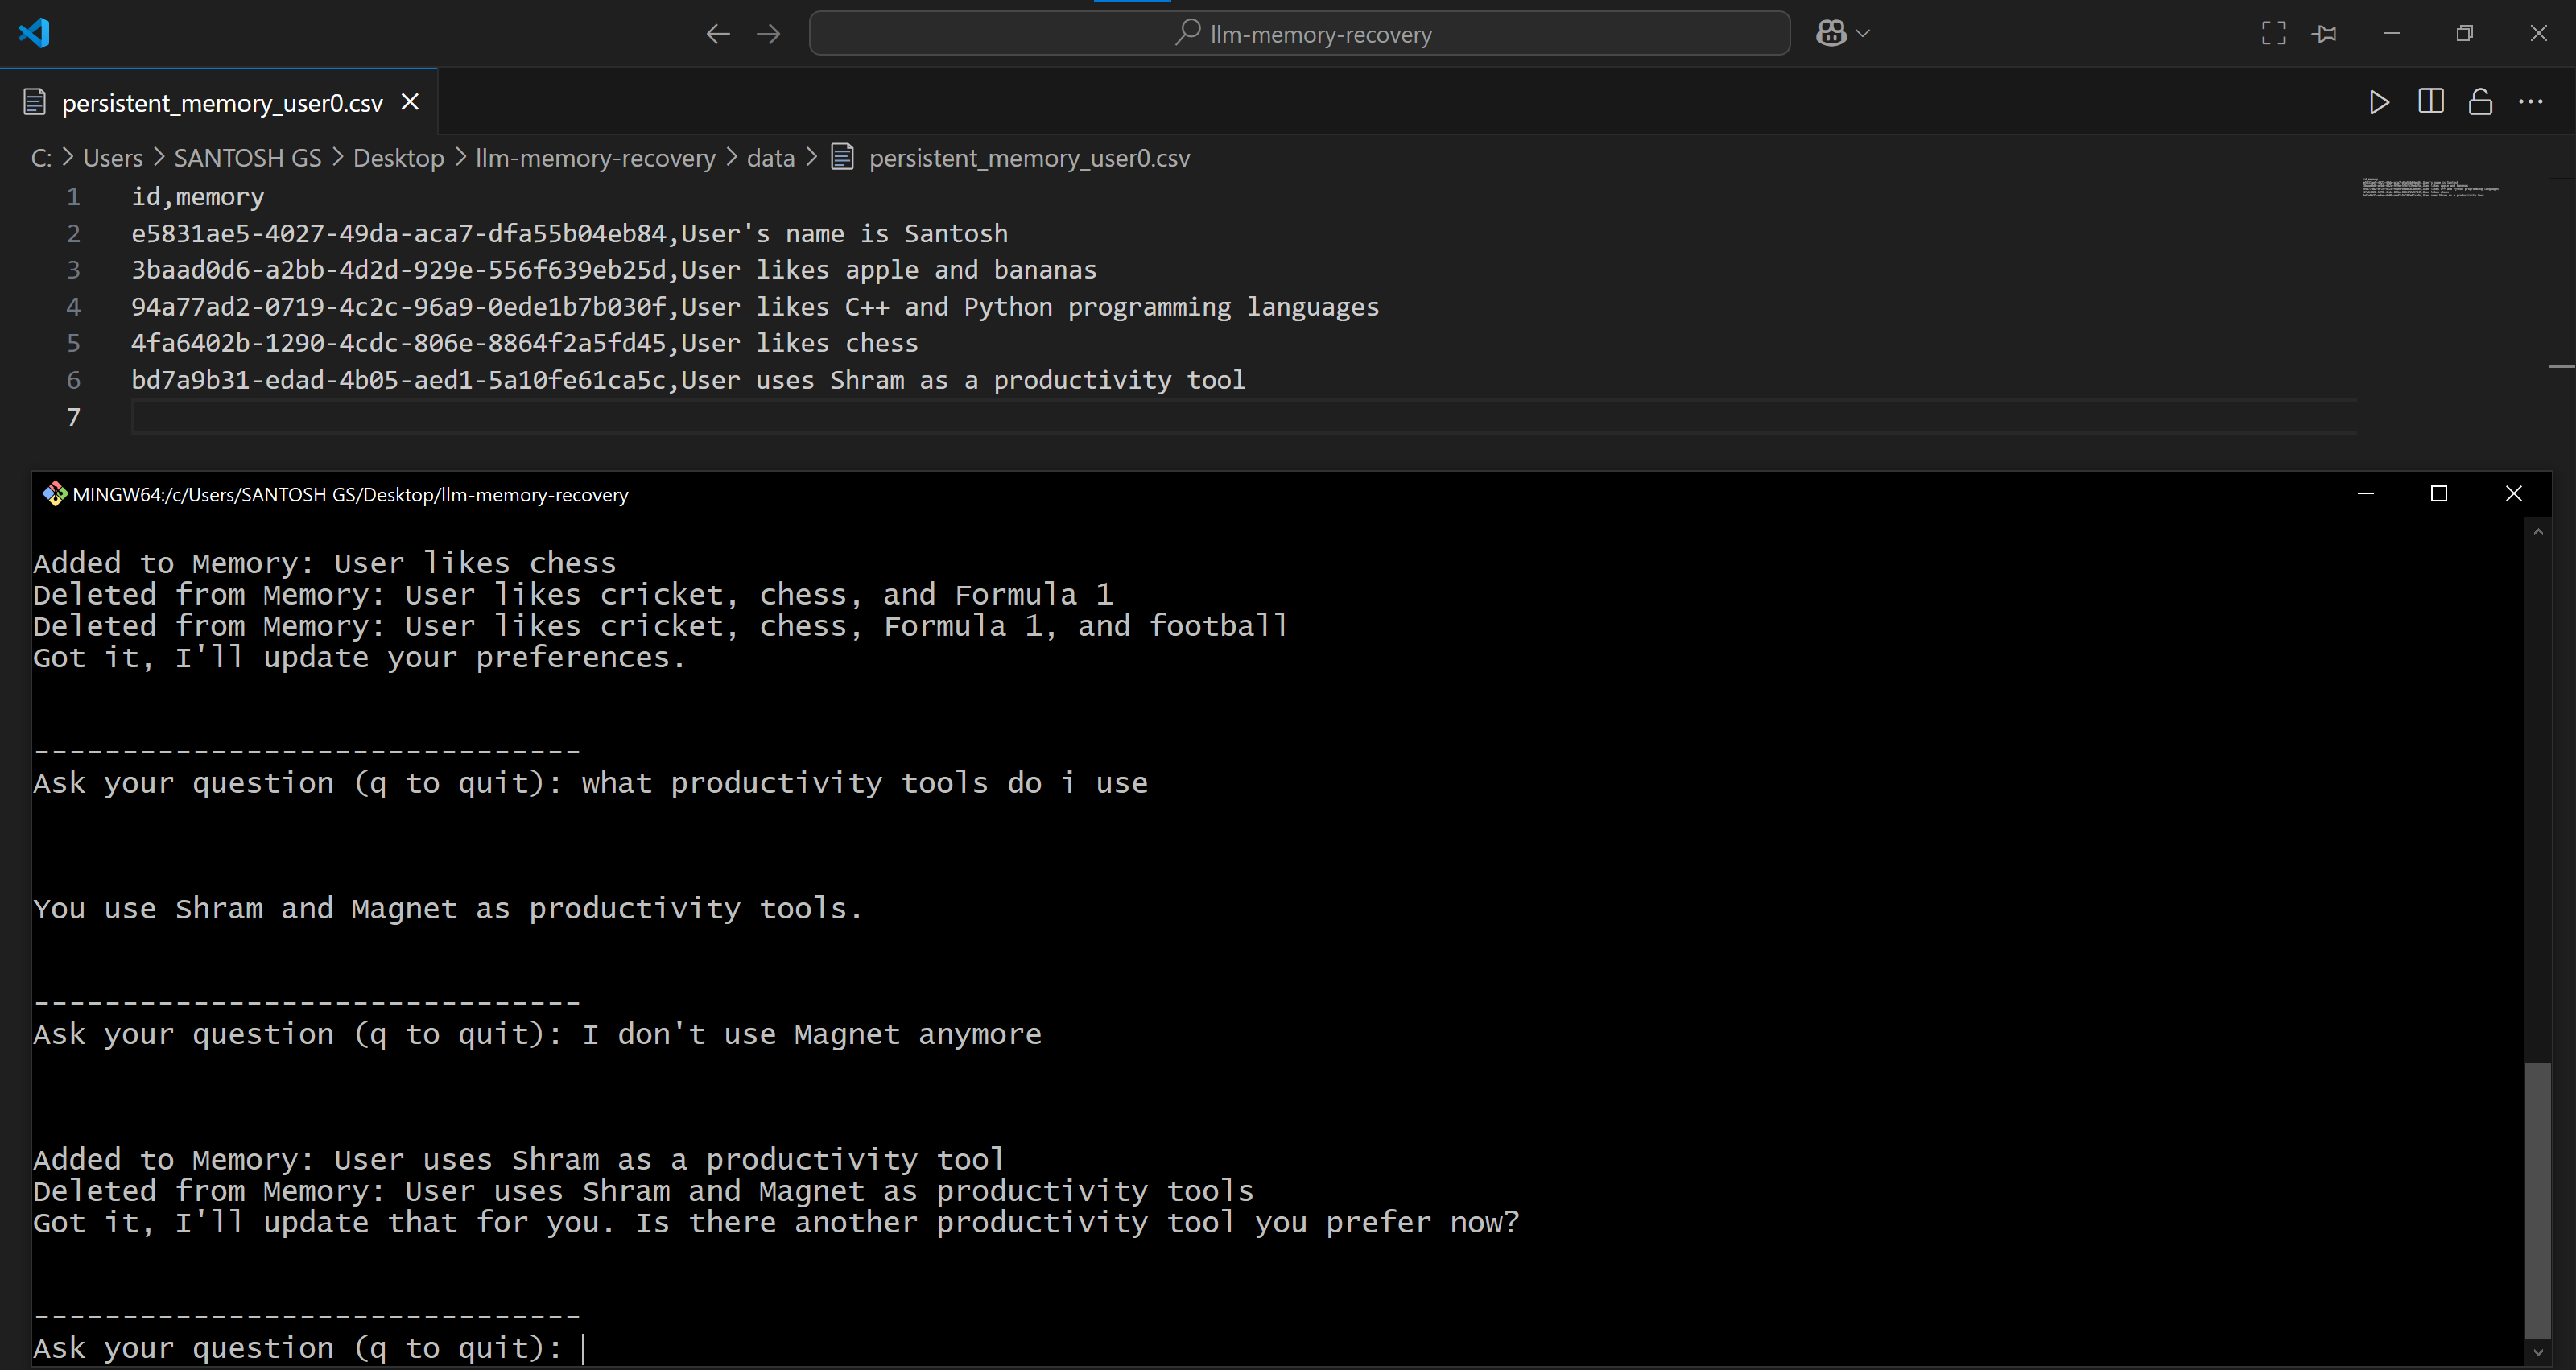 llm-memory-recovery
persistent_memory_user0.csv
C: > Users > SANTOSH GS > Desktop > llm-memory-recovery > data > persistent_memory_user0.csv
1 id,memory
2 e5831ae5-4027-49da-aca7-dfa55b04eb84,User's name is Santosh
3 3baad0d6-a2bb-4d2d-929e-556f639eb25d,User likes apple and bananas
4 94a77ad2-0719-4c2c-96a9-0ede1b7b030f,User likes C++ and Python programming languages
5 4fa6402b-1290-4cdc-806e-8864f2a5fd45,User likes chess
6 bd7a9b31-edad-4b05-aed1-5a10fe61ca5c,User uses Shram as a productivity tool
7
MINGW64:/c/Users/SANTOSH GS/Desktop/llm-memory-recovery
Added to Memory: User likes chess
Deleted from Memory: User likes cricket, chess, and Formula 1
Deleted from Memory: User likes cricket, chess, Formula 1, and football
Got it, I'll update your preferences.
-------------------------------
Ask your question (q to quit): what productivity tools do i use
You use Shram and Magnet as productivity tools.
-------------------------------
Ask your question (q to quit): I don't use Magnet anymore
Added to Memory: User uses Shram as a productivity tool
Deleted from Memory: User uses Shram and Magnet as productivity tools
Got it, I'll update that for you. Is there another productivity tool you prefer now?
-------------------------------
Ask your question (q to quit):